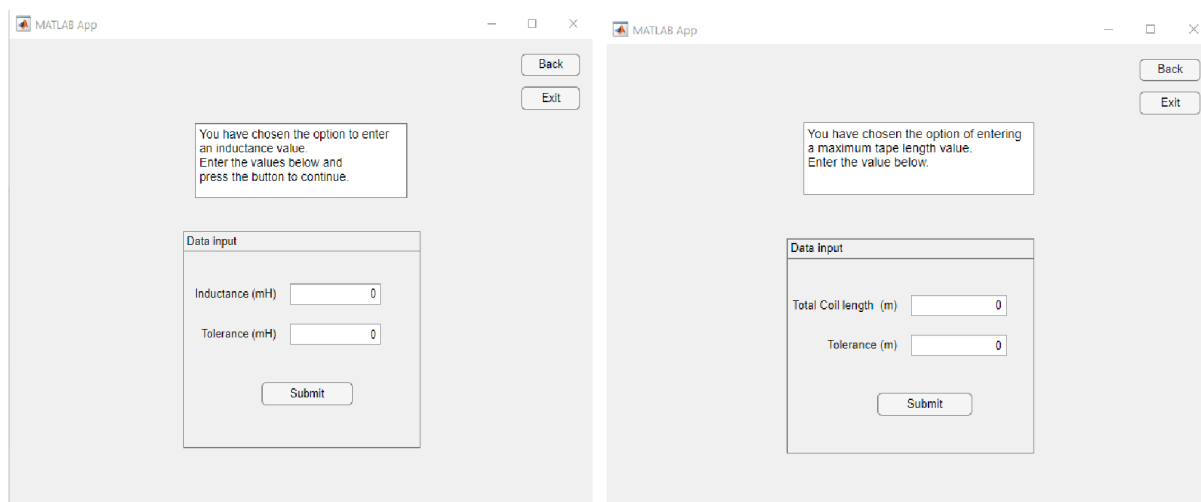 MATLAB App
Back
Exit
You have chosen the option to enter
an inductance value.
Enter the values below and
press the button to continue.
Data input
Inductance (mH) 0
Tolerance (mH) 0
Submit
MATLAB App
Back
Exit
You have chosen the option of entering
a maximum tape length value.
Enter the value below.
Data input
Total Coil length (m) 0
Tolerance (m) 0
Submit